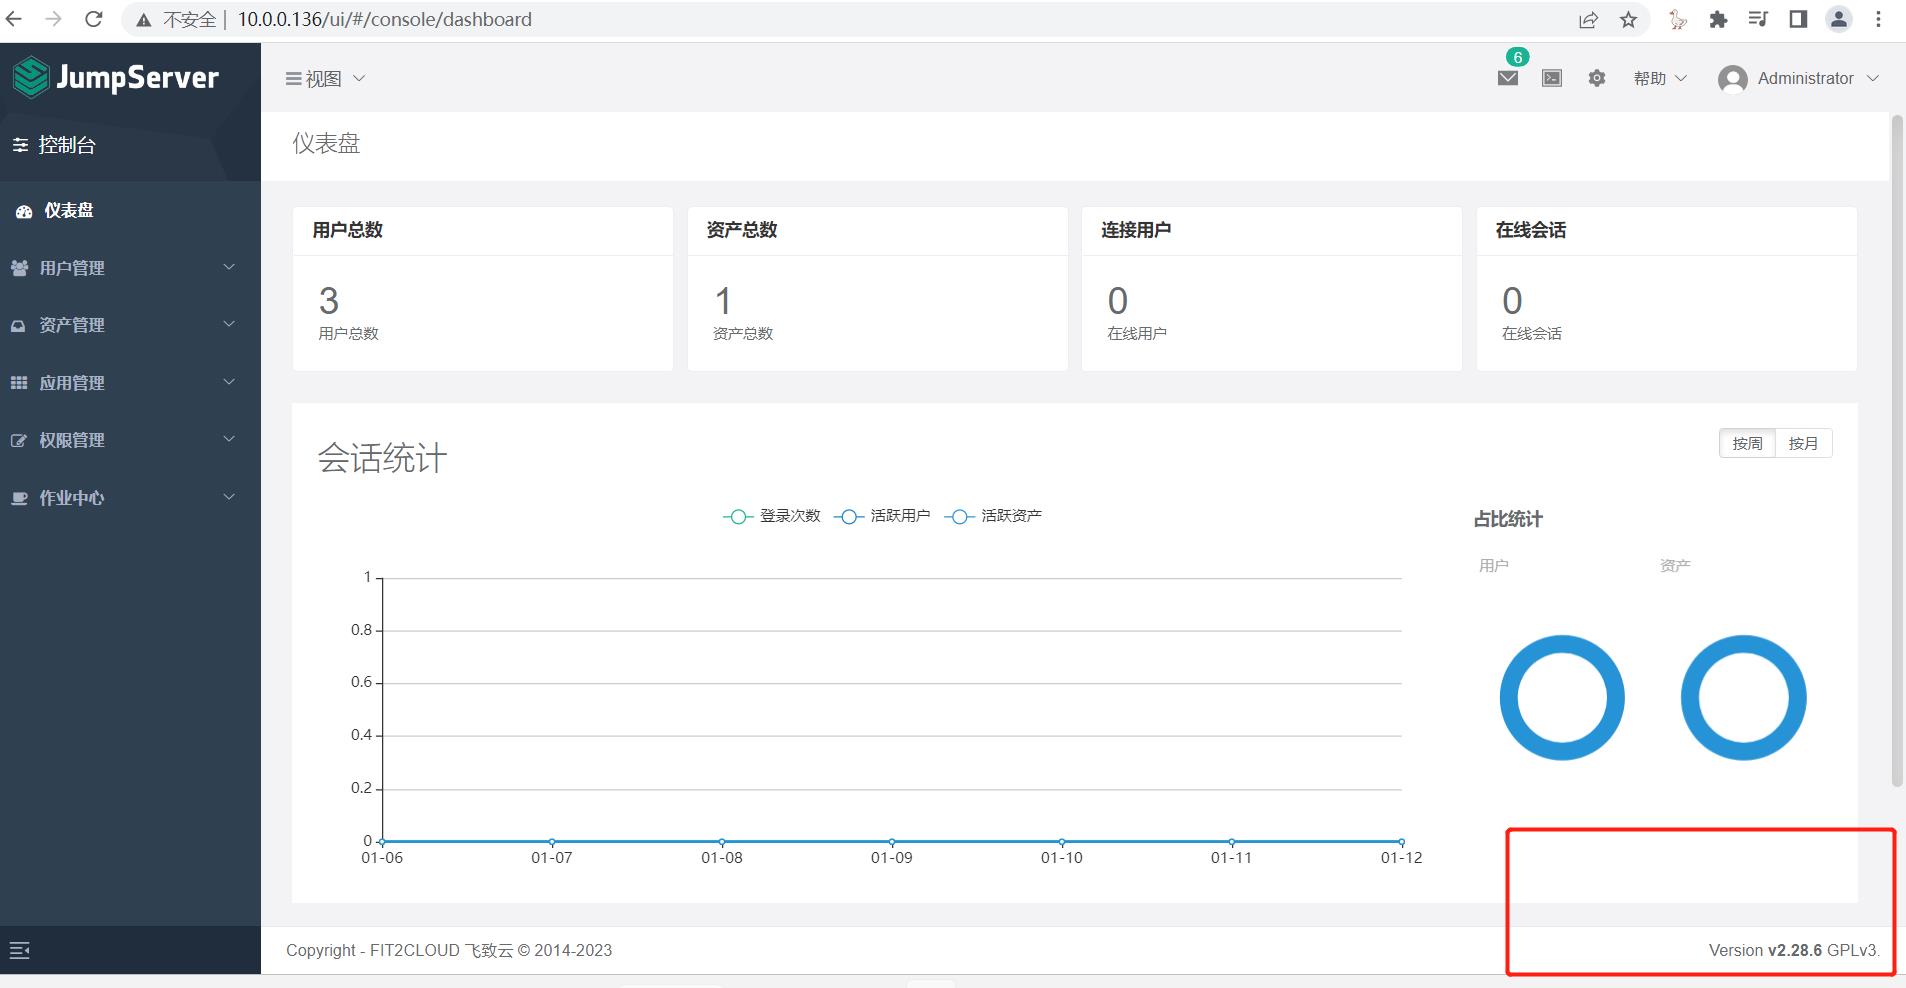 不安全 | 10.0.0.136/ui/#/console/dashboard
JumpServer
视图
6
帮助
Administrator
控制台
仪表盘
用户管理
资产管理
应用管理
权限管理
作业中心
仪表盘
用户总数
3
用户总数
资产总数
1
资产总数
连接用户
0
在线用户
在线会话
0
在线会话
会话统计
按周 按月
登录次数 活跃用户 活跃资产
1
0.8
0.6
0.4
0.2
0
01-06 01-07 01-08 01-09 01-10 01-11 01-12
占比统计
用户 资产
Copyright - FIT2CLOUD 飞致云 © 2014-2023
Version v2.28.6 GPLv3.